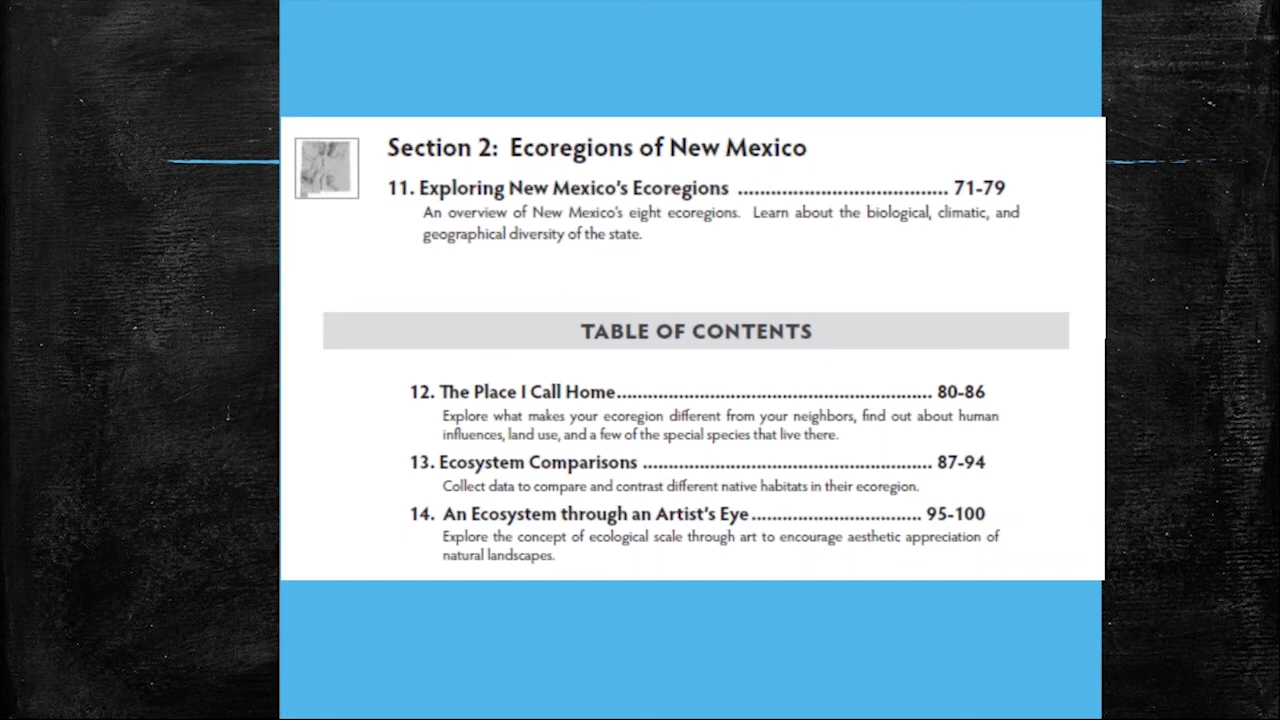 Section 2: Ecoregions of New Mexico
11. Exploring New Mexico's Ecoregions ..................................... 71-79
An overview of New Mexico's eight ecoregions. Learn about the biological, climatic, and
geographical diversity of the state.
TABLE OF CONTENTS
12. The Place I Call Home....................................................... 80-86
Explore what makes your ecoregion different from your neighbors, find out about human
influences, land use, and a few of the special species that live there.
13. Ecosystem Comparisons ................................................... 87-94
Collect data to compare and contrast different native habitats in their ecoregion.
14. An Ecosystem through an Artist's Eye.............................. 95-100
Explore the concept of ecological scale through art to encourage aesthetic appreciation of
natural landscapes.